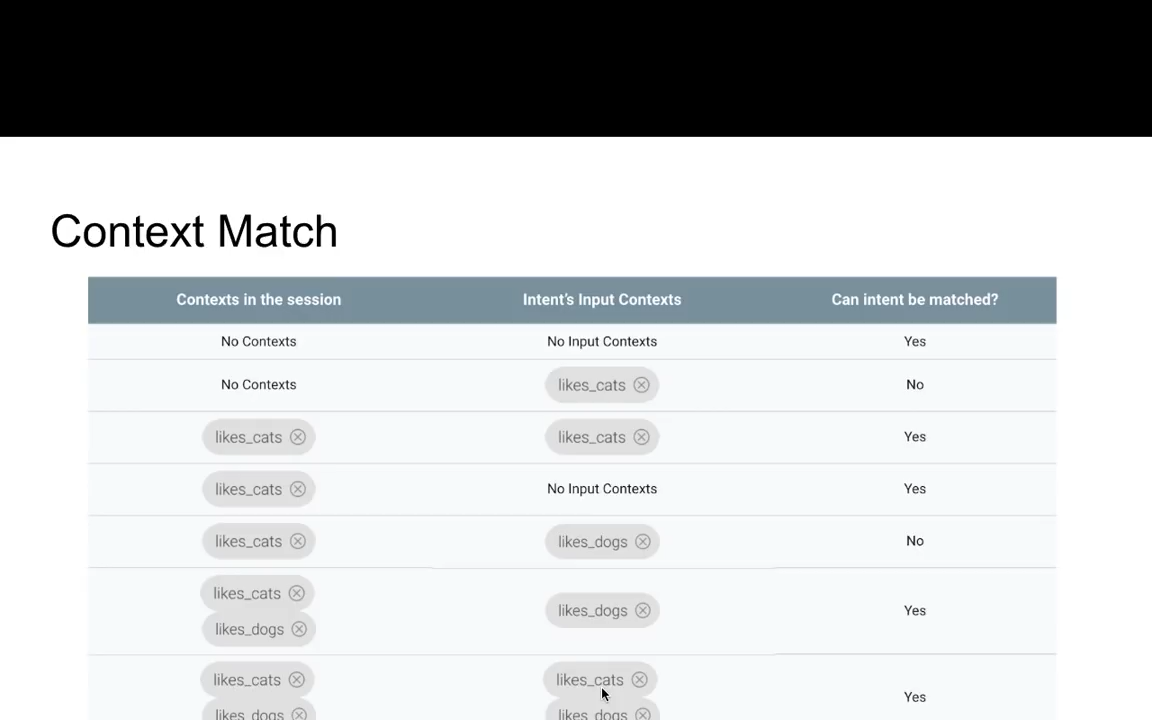 Context Match
Contexts in the session Intent's Input Contexts Can intent be matched?
No Contexts No Input Contexts Yes
No Contexts likes_cats No
likes_cats likes_cats Yes
likes_cats No Input Contexts Yes
likes_cats likes_dogs No
likes_cats
likes_dogs likes_dogs Yes
likes_cats likes_cats Yes
likes_dogs likes_dogs